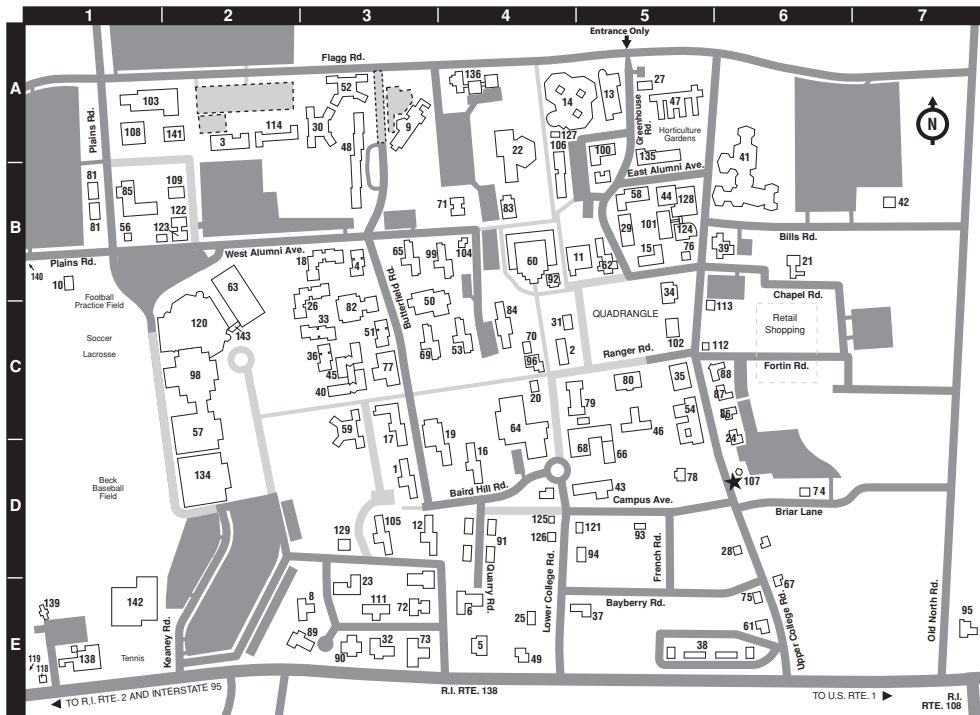 1 2 3 4 5 6 7
A
B
C
D
E
Entrance Only
Flagg Rd.
N
136
52
27
103
14
13
47
9
Plains Rd.
Greenhouse Rd.
Horticulture
Gardens
108
141
3
114
30
48
127
106
22
100
135
41
East Alumni Ave.
81
85
109
58
44
128
42
122
71
83
81
56
123
29
101
124
Bills Rd.
West Alumni Ave.
65
99
104
60
11
62
15
76
39
21
Plains Rd.
18
4
92
140
10
63
Chapel Rd.
Football
Practice Field
Butterfield Rd.
34
26
82
50
84
113
120
33
31
QUADRANGLE
Retail
Shopping
Soccer
143
51
102
Lacrosse
36
69
53
70
2
Ranger Rd.
112
98
45
77
96
Fortin Rd.
40
20
80
35
88
87
79
57
59
17
19
64
46
54
86
68
24
16
66
134
1
Baird Hill Rd.
78
107
Beck
Baseball
Field
43
Campus Ave.
74
Briar Lane
105
12
125
121
93
129
91
126
94
French Rd.
28
Quarry Rd.
Lower College Rd.
23
67
8
111
72
6
75
Bayberry Rd.
139
142
25
37
Upper College Rd.
Old North Rd.
95
Keaney Rd.
61
89
32
73
5
38
119
118
138
Tennis
90
49
R.I. RTE. 138
TO R.I. RTE. 2 AND INTERSTATE 95
TO U.S. RTE. 1
R.I.
RTE. 108